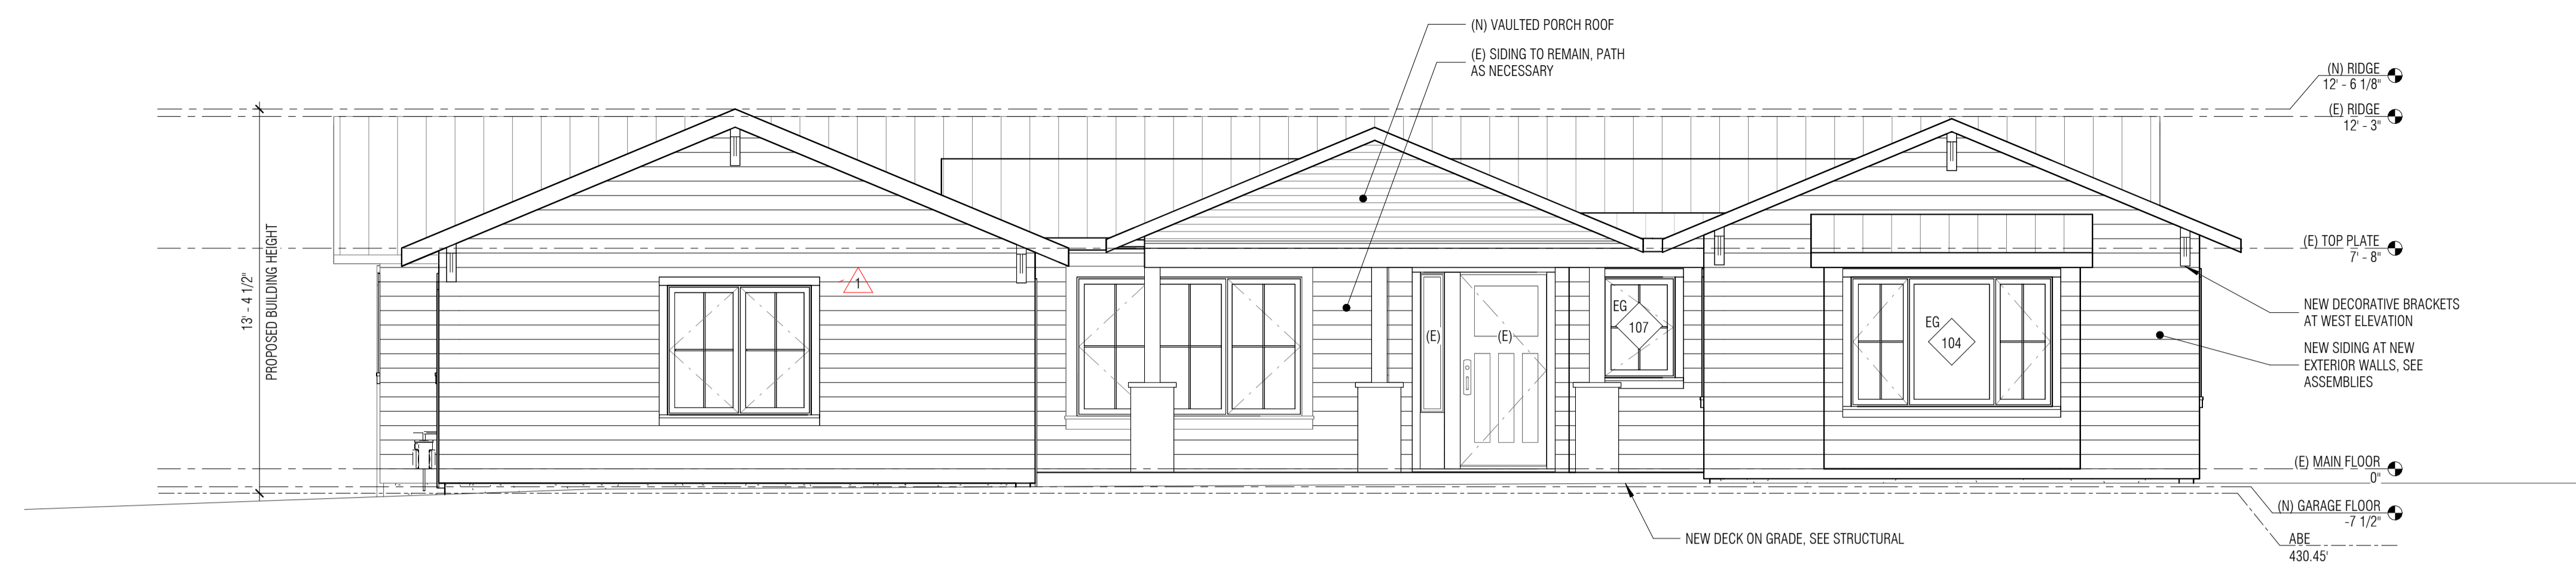 (N) VAULTED PORCH ROOF
(E) SIDING TO REMAIN, PATH
AS NECESSARY
(N) RIDGE
12' - 6 1/8"
(E) RIDGE
12' - 3"
(E) TOP PLATE
7' - 8"
13' - 4 1/2"
PROPOSED BUILDING HEIGHT
1
(E)
(E)
EG
107
EG
104
NEW DECORATIVE BRACKETS
AT WEST ELEVATION
NEW SIDING AT NEW
EXTERIOR WALLS, SEE
ASSEMBLIES
(E) MAIN FLOOR
0"
(N) GARAGE FLOOR
-7 1/2"
NEW DECK ON GRADE, SEE STRUCTURAL
ABE
430.45'